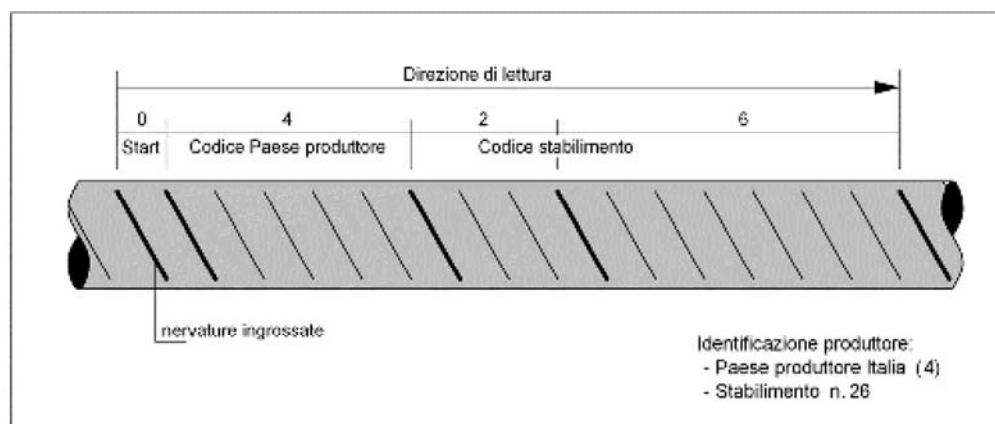 Direzione di lettura
0 4 2 6
Start Codice Paese produttore Codice stabilimento
nervature ingrossate
Identificazione produttore:
- Paese produttore Italia (4)
- Stabilimento n. 26